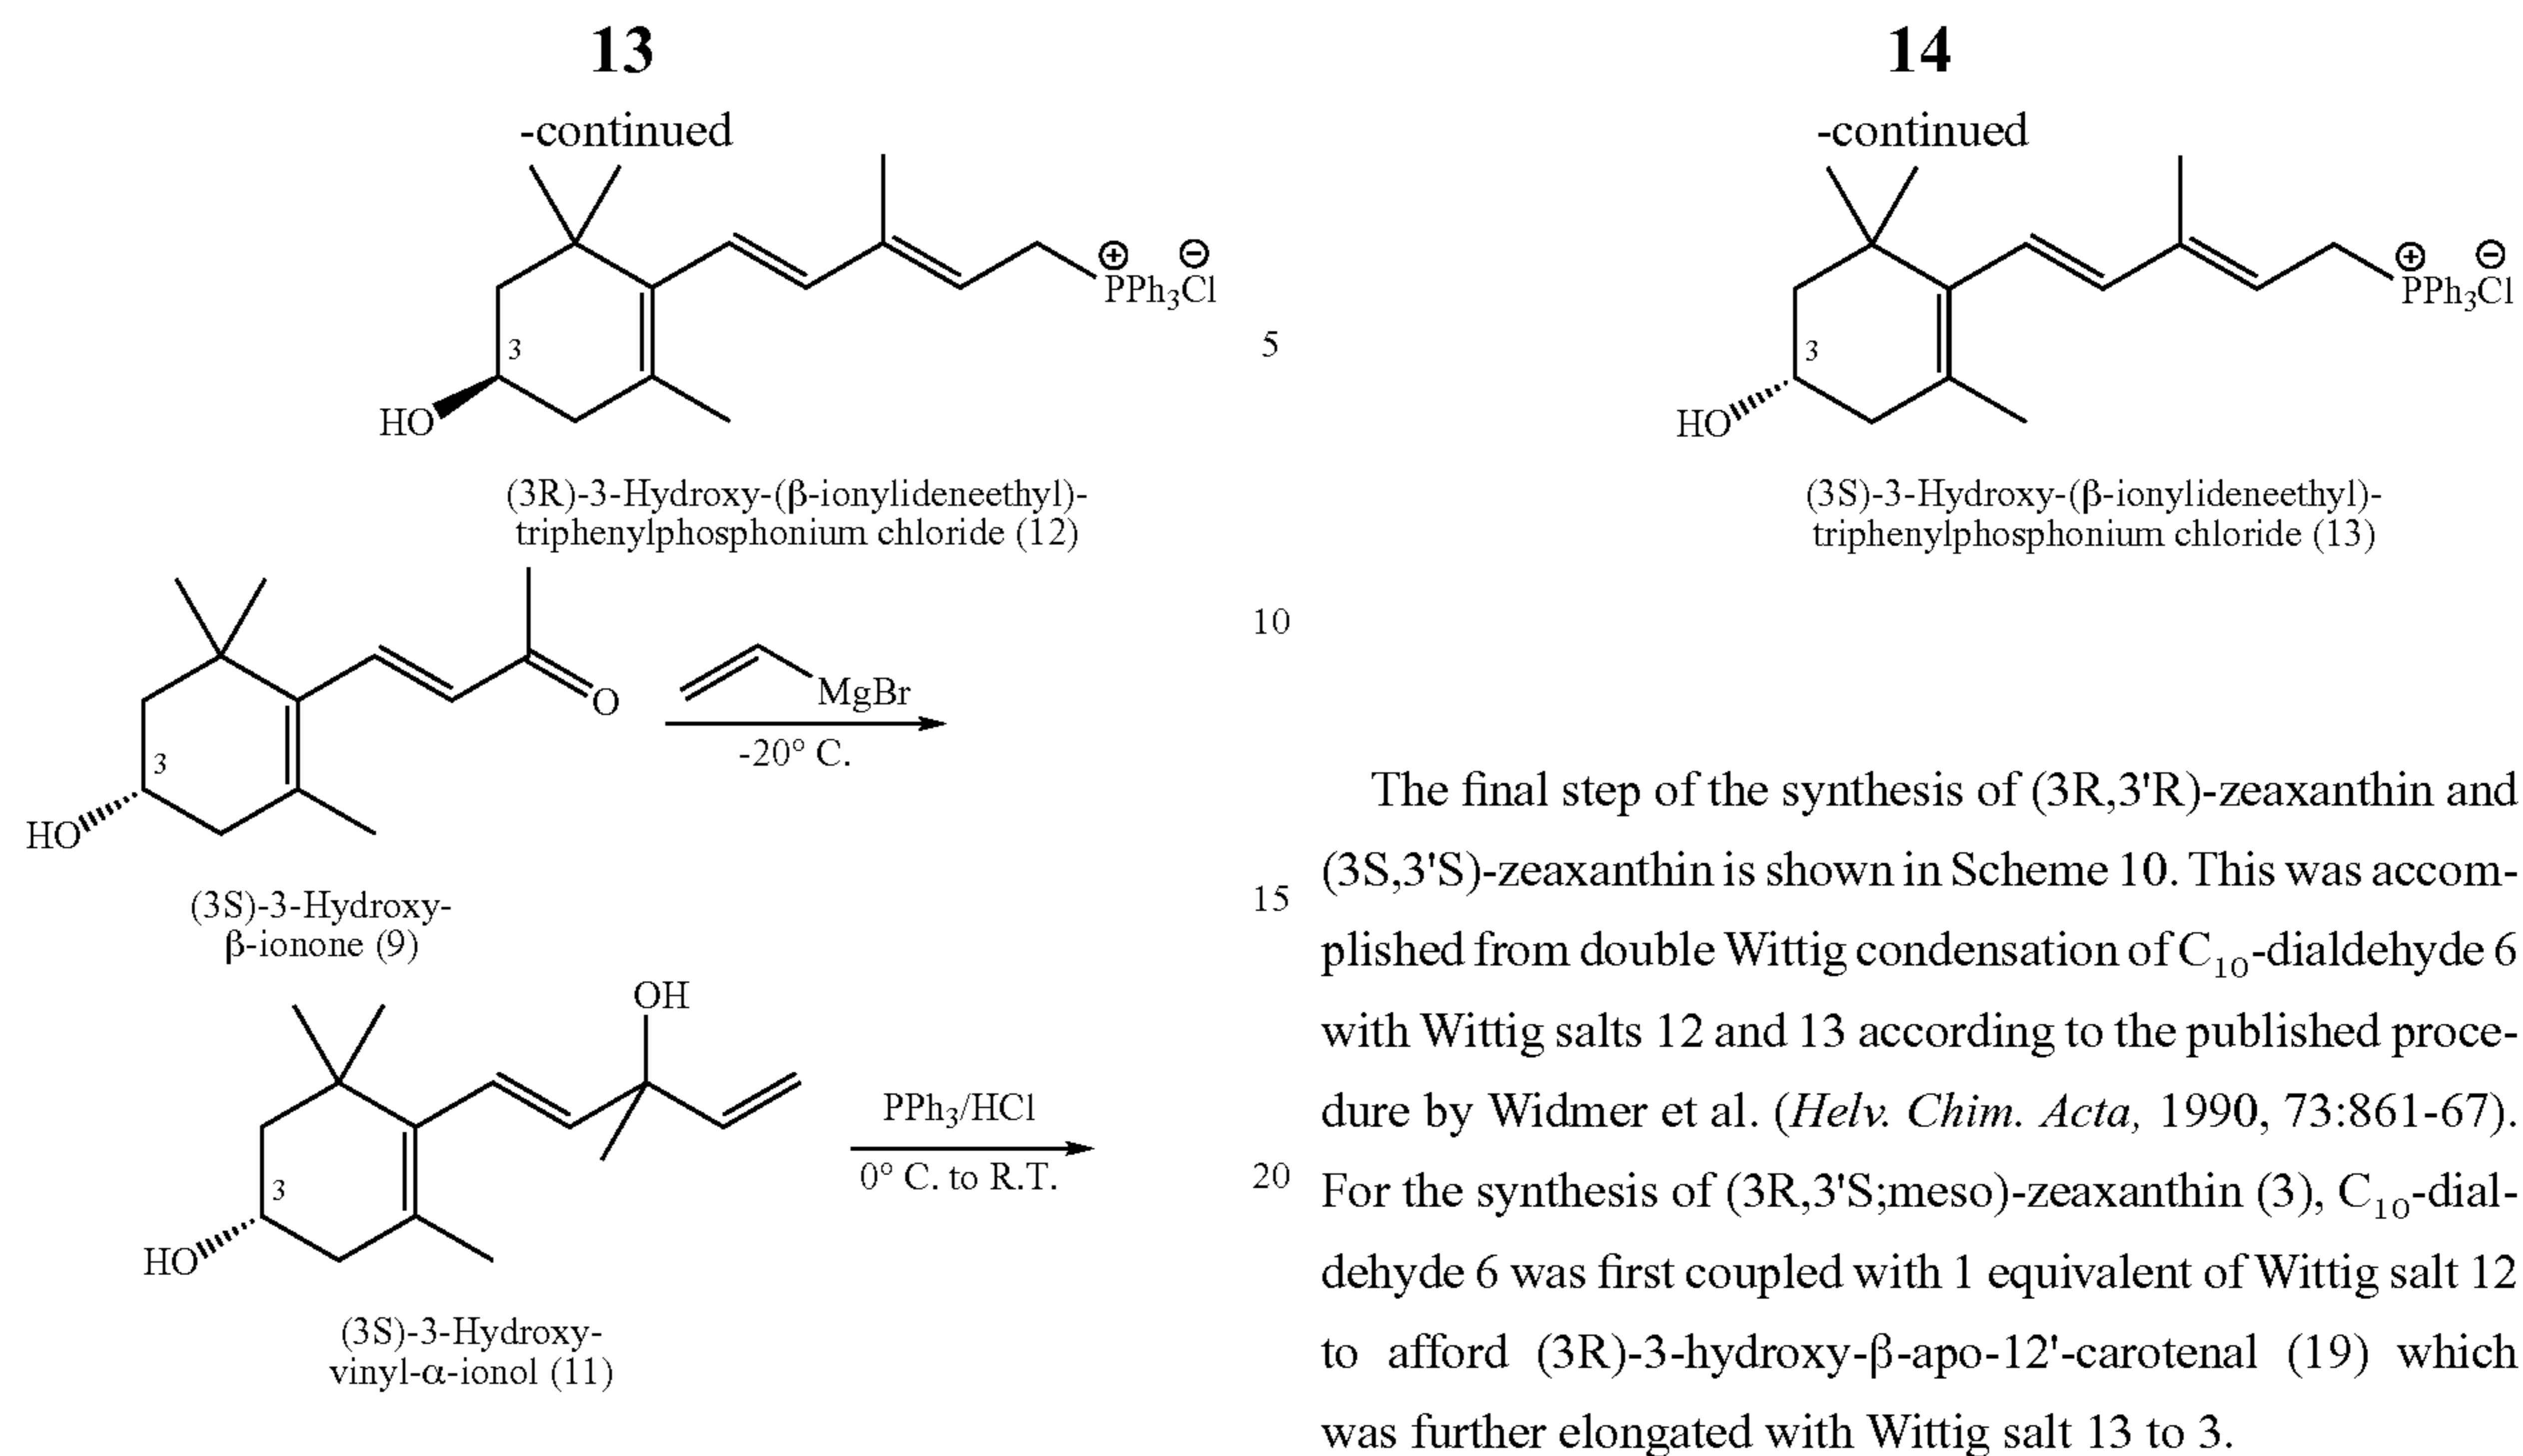 13
-continued
3
HO
⊕ ⊖
PPh₃Cl
(3R)-3-Hydroxy-(β-ionylideneethyl)-
triphenylphosphonium chloride (12)
3
HO
O
MgBr
-20° C.
(3S)-3-Hydroxy-
β-ionone (9)
OH
3
HO
PPh₃/HCl
0° C. to R.T.
(3S)-3-Hydroxy-
vinyl-α-ionol (11)
5
10
15
20
14
-continued
3
HO
⊕ ⊖
PPh₃Cl
(3S)-3-Hydroxy-(β-ionylideneethyl)-
triphenylphosphonium chloride (13)
The final step of the synthesis of (3R,3'R)-zeaxanthin and
(3S,3'S)-zeaxanthin is shown in Scheme 10. This was accom-
plished from double Wittig condensation of C₁₀-dialdehyde 6
with Wittig salts 12 and 13 according to the published proce-
dure by Widmer et al. (Helv. Chim. Acta, 1990, 73:861-67).
For the synthesis of (3R,3'S;meso)-zeaxanthin (3), C₁₀-dial-
dehyde 6 was first coupled with 1 equivalent of Wittig salt 12
to afford (3R)-3-hydroxy-β-apo-12'-carotenal (19) which
was further elongated with Wittig salt 13 to 3.